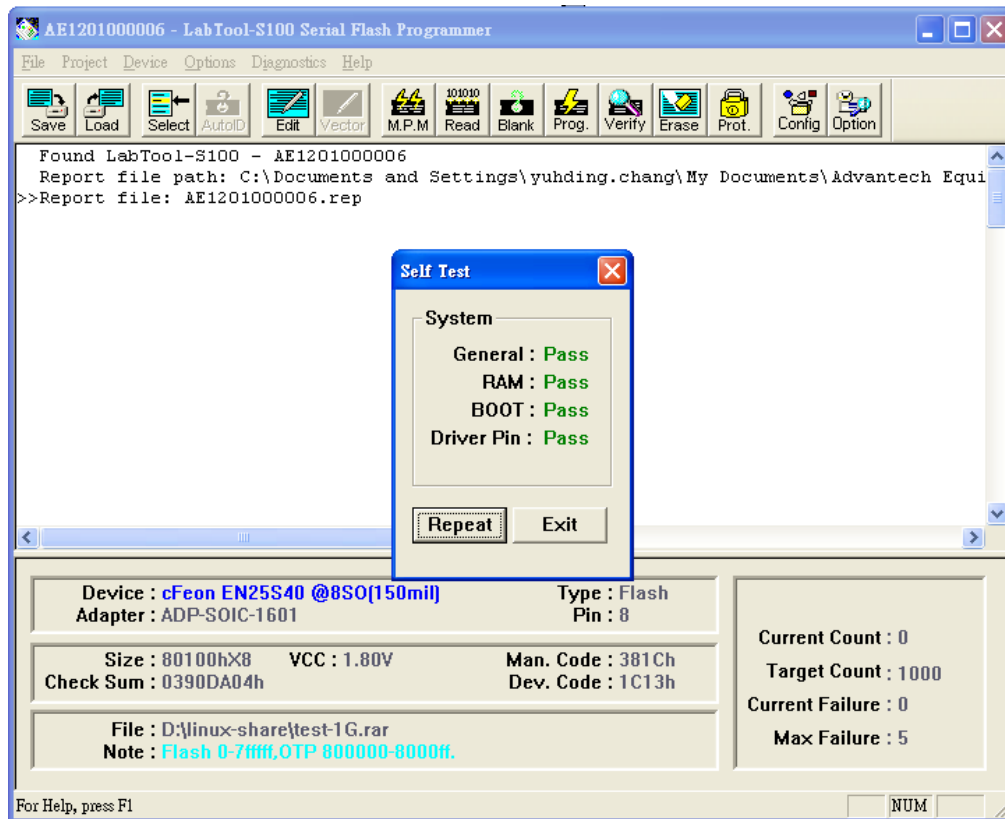 AE1201000006 - LabTool-S100 Serial Flash Programmer
File Project Device Options Diagnostics Help
Save Load Select AutoID Edit Vector M.P.M 101010 Read Blank Prog. Verify Erase Prot. Config Option
Found LabTool-S100 - AE1201000006
Report file path: C:\Documents and Settings\yuhding.chang\My Documents\Advantech Equi
>>Report file: AE1201000006.rep
Self Test
System
General : Pass
RAM : Pass
BOOT : Pass
Driver Pin : Pass
Repeat Exit
Device : cFeon EN25S40 @8SO(150mil) Type : Flash
Adapter : ADP-SOIC-1601 Pin : 8
Size : 80100hX8 VCC : 1.80V Man. Code : 381Ch
Check Sum : 0390DA04h Dev. Code : 1C13h
File : D:\linux-share\test-1G.rar
Note : Flash 0-7ffff,OTP 800000-8000ff.
Current Count : 0
Target Count : 1000
Current Failure : 0
Max Failure : 5
For Help, press F1 NUM